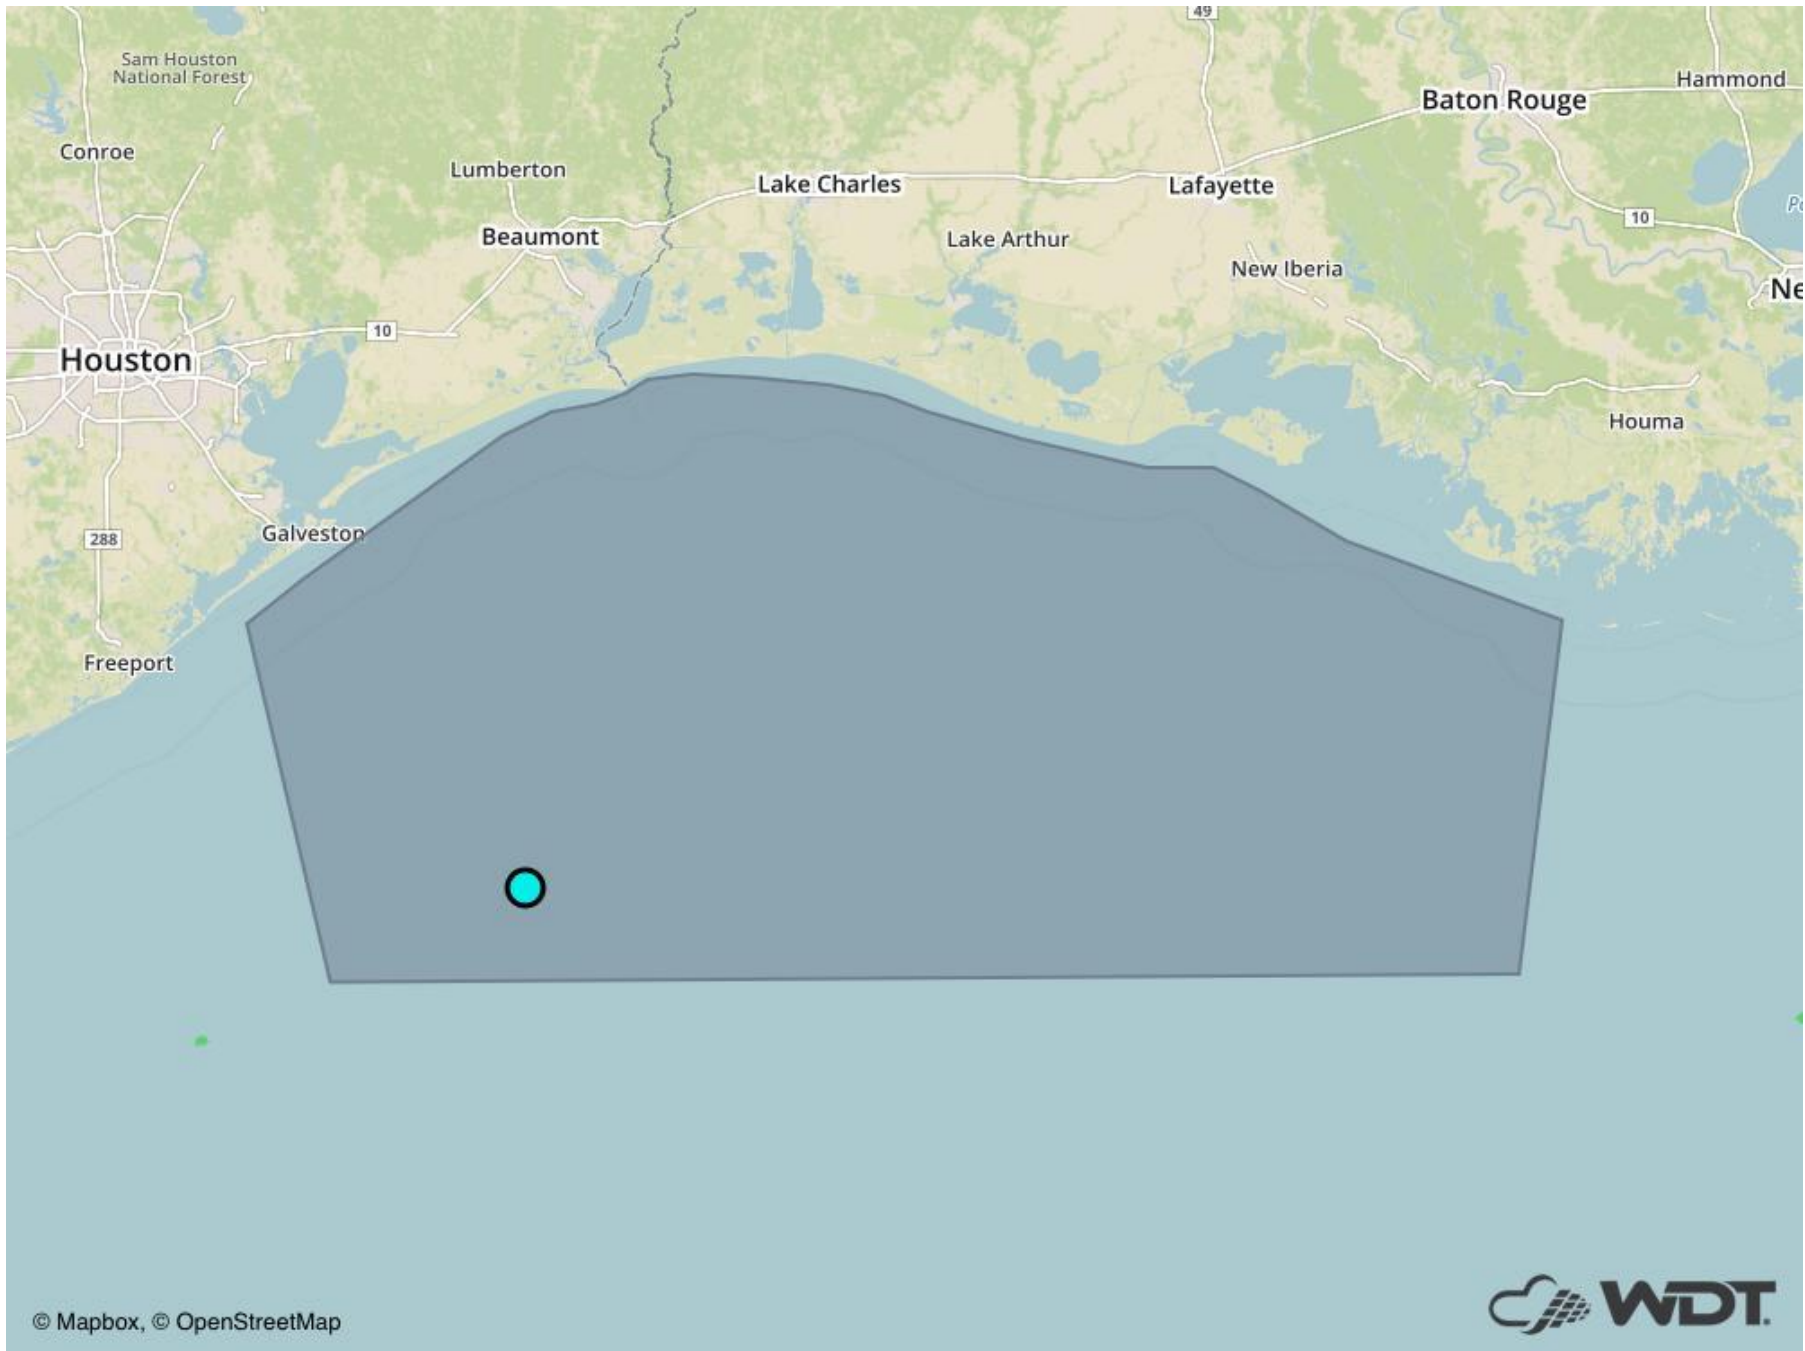 49
Sam Houston
National Forest
Hammond
Baton Rouge
Conroe
Lumberton
Lake Charles
Lafayette
10
Beaumont
Lake Arthur
New Iberia
Ne
10
Houston
Houma
Galveston
288
Freeport
© Mapbox, © OpenStreetMap
WDT